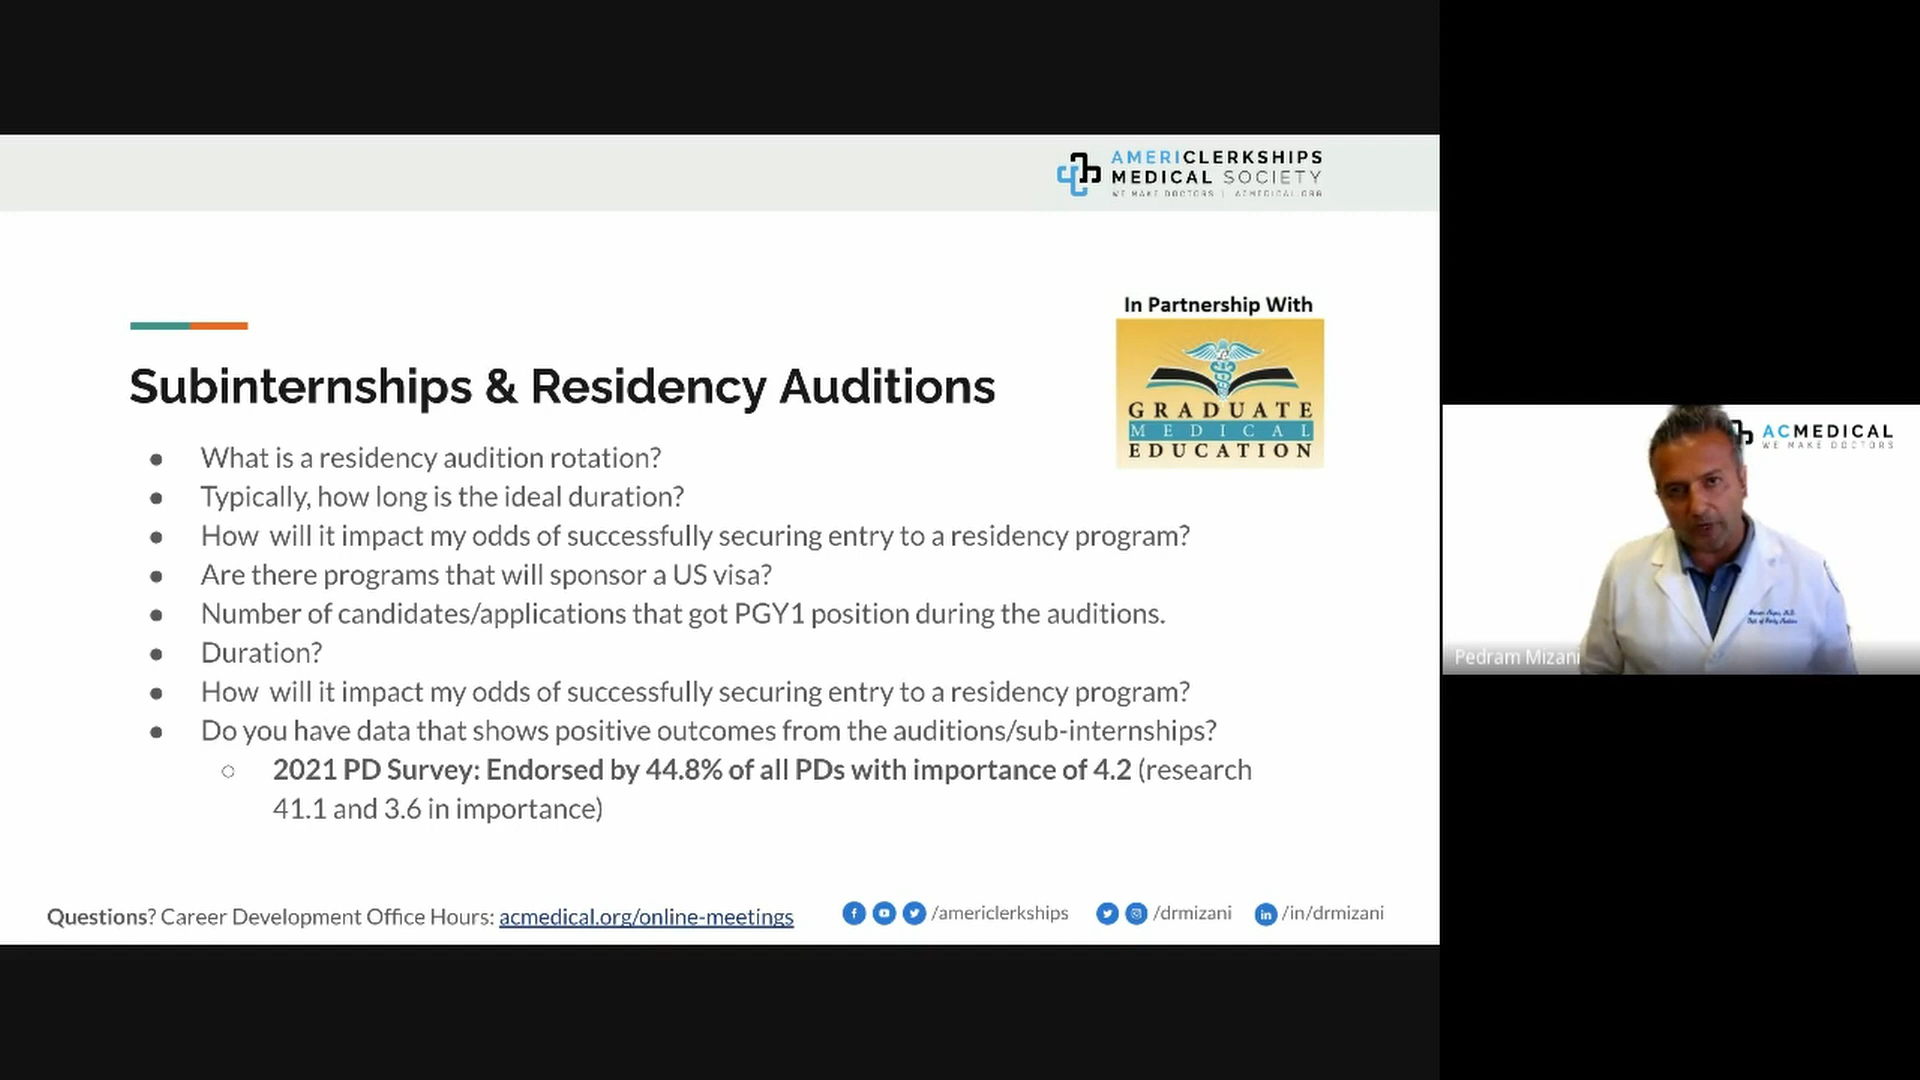 AMERICLERKSHIPS
MEDICAL SOCIETY
WE MAKE DOCTORS | ACMEDICAL.ORG
In Partnership With
GRADUATE
MEDICAL
EDUCATION
Subinternships & Residency Auditions
● What is a residency audition rotation?
● Typically, how long is the ideal duration?
● How will it impact my odds of successfully securing entry to a residency program?
● Are there programs that will sponsor a US visa?
● Number of candidates/applications that got PGY1 position during the auditions.
● Duration?
● How will it impact my odds of successfully securing entry to a residency program?
● Do you have data that shows positive outcomes from the auditions/sub-internships?
○ 2021 PD Survey: Endorsed by 44.8% of all PDs with importance of 4.2 (research
41.1 and 3.6 in importance)
Questions? Career Development Office Hours: acmedical.org/online-meetings
/americlerkships /drmizani /in/drmizani
ACMEDICAL
WE MAKE DOCTORS
Pedram Mizani